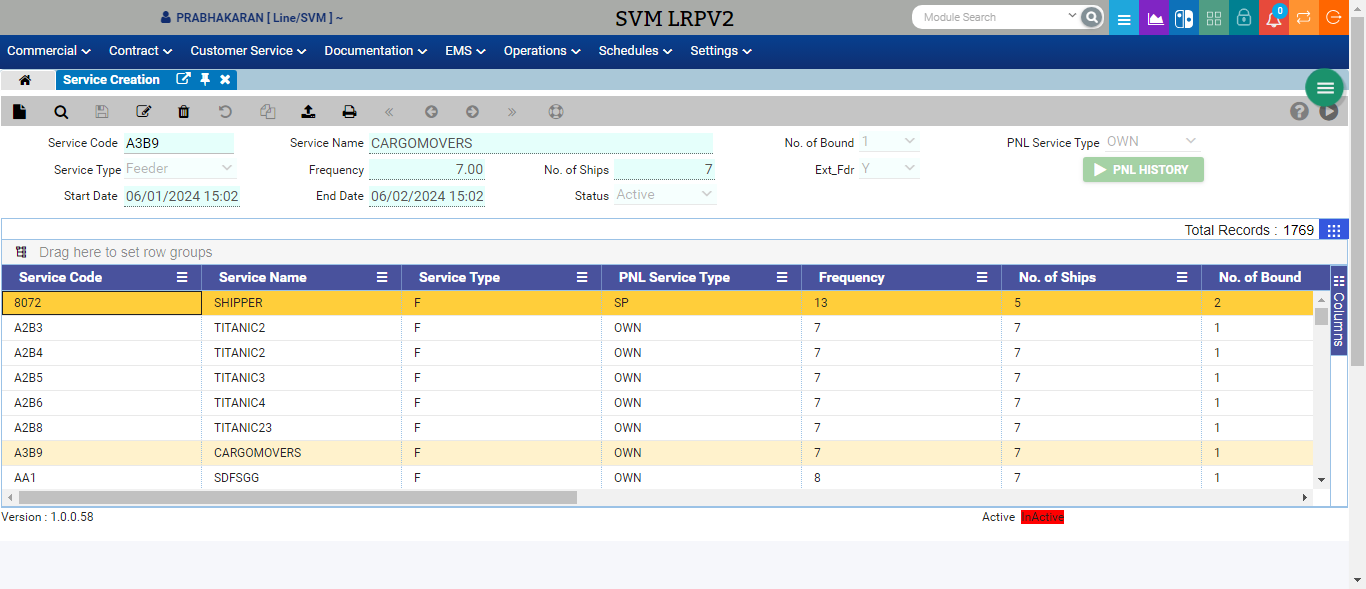 PRABHAKARAN [ Line/SVM ] ~ SVM LRPV2 Module Search 0
Commercial Contract Customer Service Documentation EMS Operations Schedules Settings
Service Creation
Service Code A3B9 Service Name CARGOMOVERS No. of Bound 1 PNL Service Type OWN
Service Type Feeder Frequency 7.00 No. of Ships 7 Ext_Fdr Y PNL HISTORY
Start Date 06/01/2024 15:02 End Date 06/02/2024 15:02 Status Active
Total Records : 1769
Drag here to set row groups
Service Code Service Name Service Type PNL Service Type Frequency No. of Ships No. of Bound
8072 SHIPPER F SP 13 5 2
A2B3 TITANIC2 F OWN 7 7 1
A2B4 TITANIC2 F OWN 7 7 1
A2B5 TITANIC3 F OWN 7 7 1
A2B6 TITANIC4 F OWN 7 7 1
A2B8 TITANIC23 F OWN 7 7 1
A3B9 CARGOMOVERS F OWN 7 7 1
AA1 SDFSGG F OWN 8 7 1
Columns
Version : 1.0.0.58 Active InActive